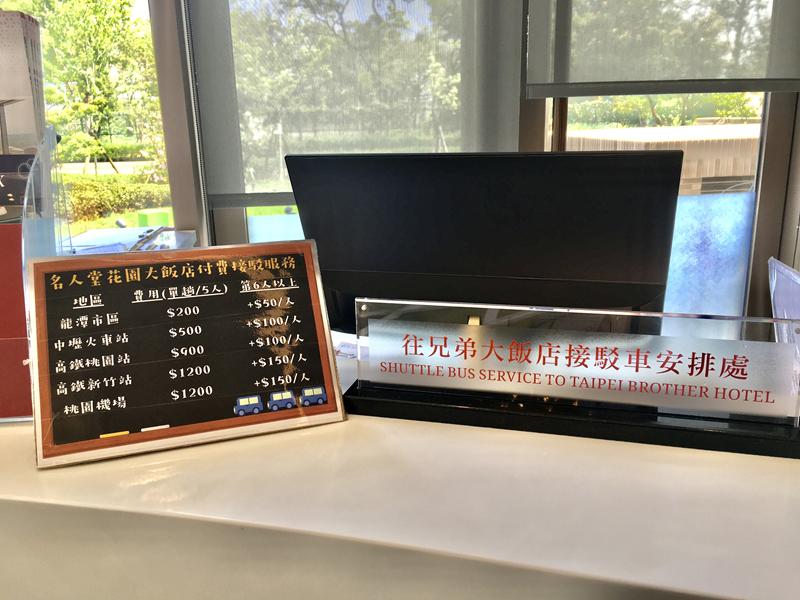 名人堂花園大飯店付費接駁服務
地區 費用(單趟/5人) 第6人以上
龍潭市區 $200 +$50/人
中壢火車站 $500 +$100/人
高鐵桃園站 $900 +$100/人
高鐵新竹站 $1200 +$150/人
桃園機場 $1200 +$150/人
往兄弟大飯店接駁車安排處
SHUTTLE BUS SERVICE TO TAIPEI BROTHER HOTEL